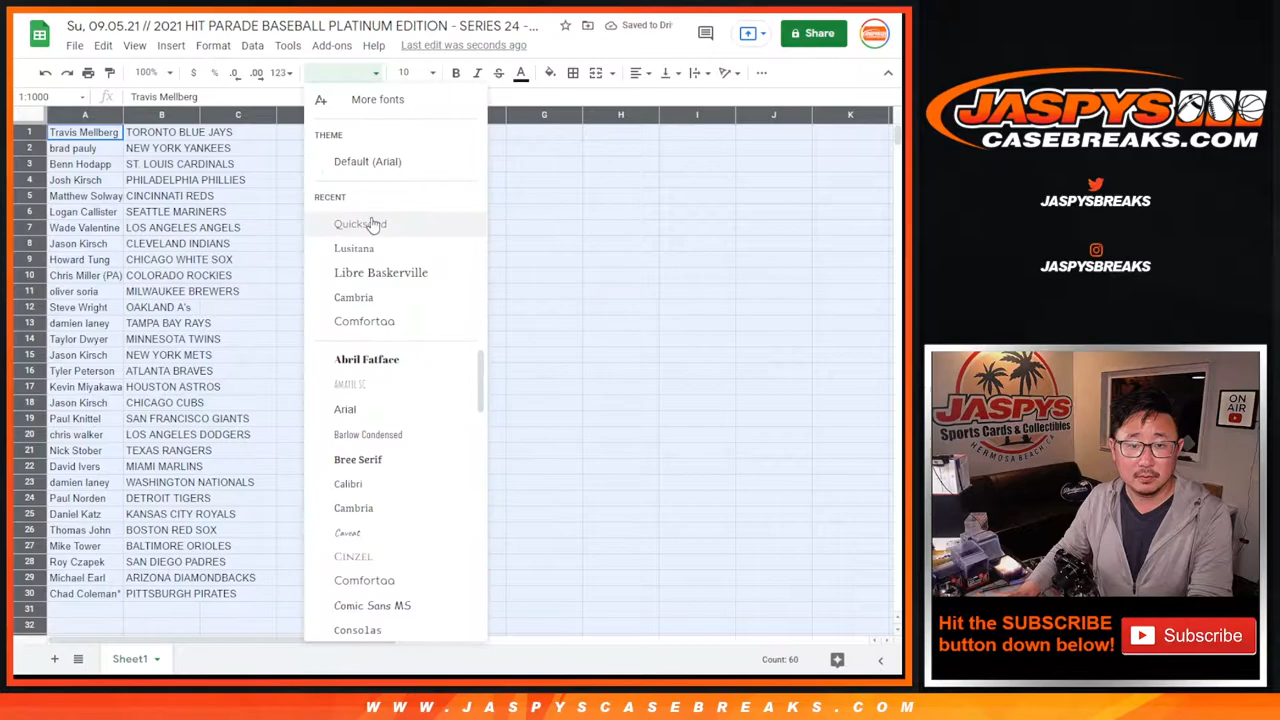 Su, 09.05.21 // 2021 HIT PARADE BASEBALL PLATINUM EDITION - SERIES 24 -...
Saved to Dri
File Edit View Insert Format Data Tools Add-ons Help Last edit was seconds ago
Share
100% $ % .0 .00 123 10 B I S A
1:1000 fx Travis Mellberg
A B C G H I J K
1 Travis Mellberg TORONTO BLUE JAYS
2 brad pauly NEW YORK YANKEES
3 Benn Hodapp ST. LOUIS CARDINALS
4 Josh Kirsch PHILADELPHIA PHILLIES
5 Matthew Solway CINCINNATI REDS
6 Logan Callister SEATTLE MARINERS
7 Wade Valentine LOS ANGELES ANGELS
8 Jason Kirsch CLEVELAND INDIANS
9 Howard Tung CHICAGO WHITE SOX
10 Chris Miller (PA) COLORADO ROCKIES
11 oliver soria MILWAUKEE BREWERS
12 Steve Wright OAKLAND A's
13 damien laney TAMPA BAY RAYS
14 Taylor Dwyer MINNESOTA TWINS
15 Jason Kirsch NEW YORK METS
16 Tyler Peterson ATLANTA BRAVES
17 Kevin Miyakawa HOUSTON ASTROS
18 Jason Kirsch CHICAGO CUBS
19 Paul Knittel SAN FRANCISCO GIANTS
20 chris walker LOS ANGELES DODGERS
21 Nick Stober TEXAS RANGERS
22 David Ivers MIAMI MARLINS
23 damien laney WASHINGTON NATIONALS
24 Paul Norden DETROIT TIGERS
25 Daniel Katz KANSAS CITY ROYALS
26 Thomas John BOSTON RED SOX
27 Mike Tower BALTIMORE ORIOLES
28 Roy Czapek SAN DIEGO PADRES
29 Michael Earl ARIZONA DIAMONDBACKS
30 Chad Coleman* PITTSBURGH PIRATES
31
32
More fonts
THEME
Default (Arial)
RECENT
Quicksand
Lusitana
Libre Baskerville
Cambria
Comfortaa
Abril Fatface
AMATIC SC
Arial
Barlow Condensed
Bree Serif
Calibri
Cambria
Caveat
CINZEL
Comfortaa
Comic Sans MS
Consolas
Sheet1
Count: 60
JASPYS
CASEBREAKS.COM
JASPYSBREAKS
JASPYSBREAKS
JASPYS
Sports Cards & Collectibles
HERMOSA BEACH
ON
AIR
Hit the SUBSCRIBE
button down below!
Subscribe
WWW.JASPYSCASEBREAKS.COM